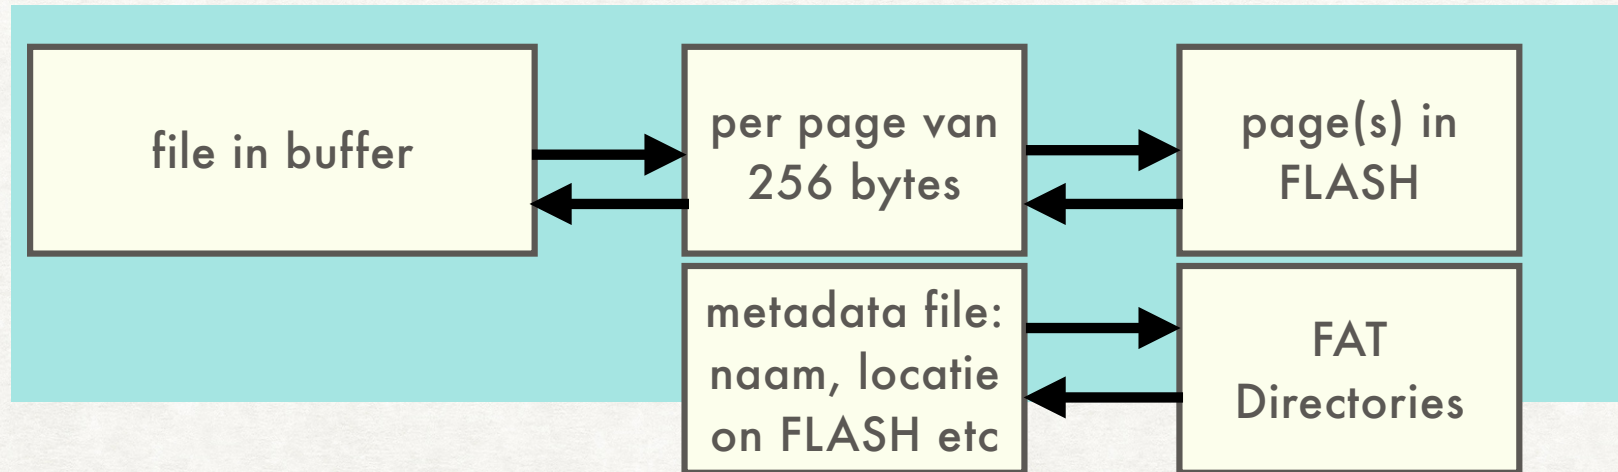 file in buffer
per page van
256 bytes
page(s) in
FLASH
metadata file:
naam, locatie
on FLASH etc
FAT
Directories